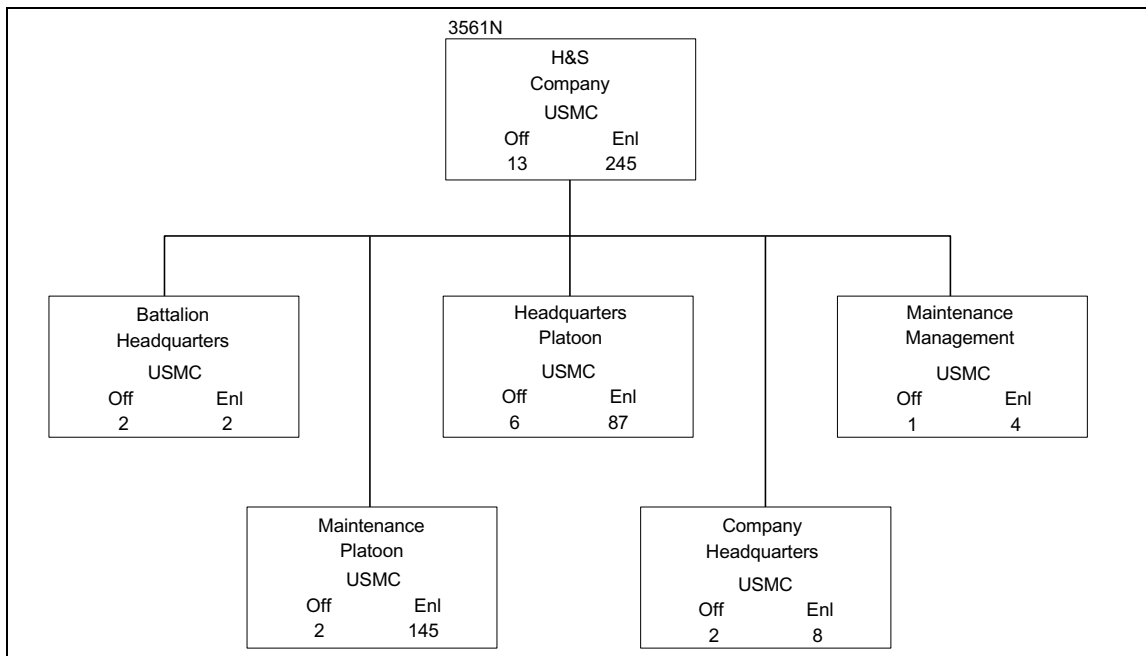 3561N
H&S
Company
USMC
Off Enl
13 245
Battalion
Headquarters
USMC
Off Enl
2 2
Headquarters
Platoon
USMC
Off Enl
6 87
Maintenance
Management
USMC
Off Enl
1 4
Maintenance
Platoon
USMC
Off Enl
2 145
Company
Headquarters
USMC
Off Enl
2 8